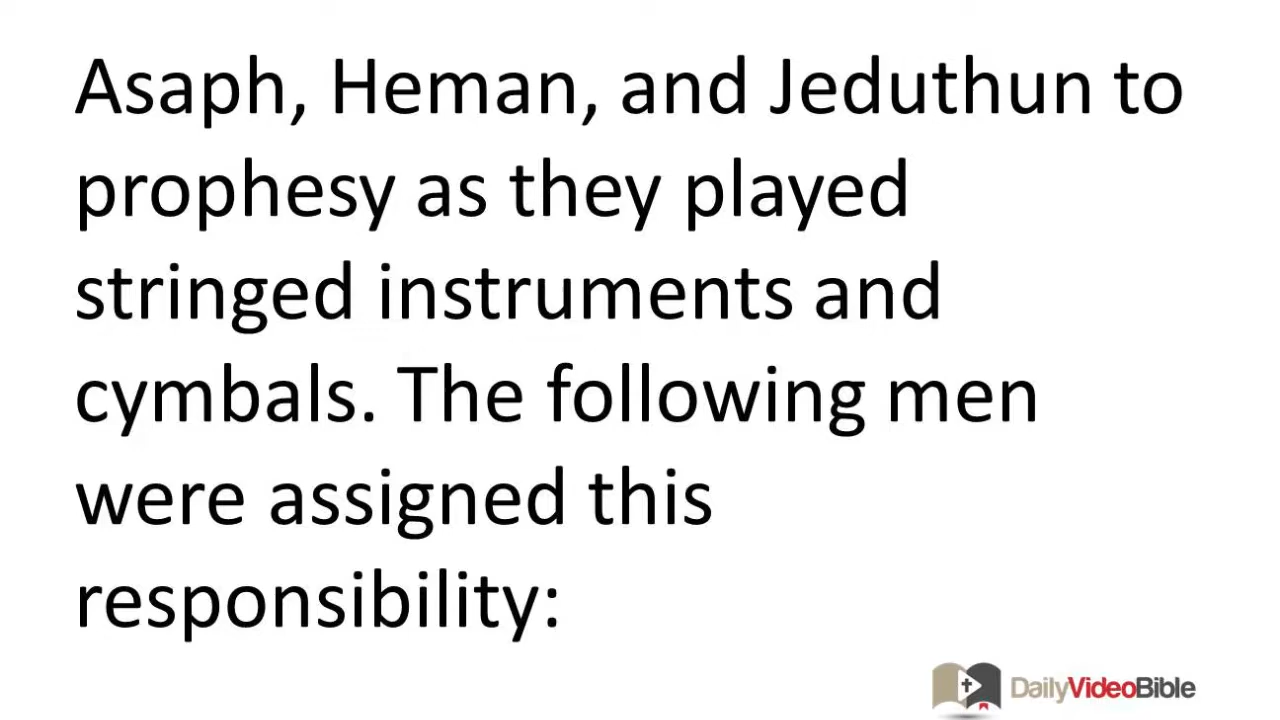 Asaph, Heman, and Jeduthun to
prophesy as they played
stringed instruments and
cymbals. The following men
were assigned this
responsibility:
DailyVideoBible